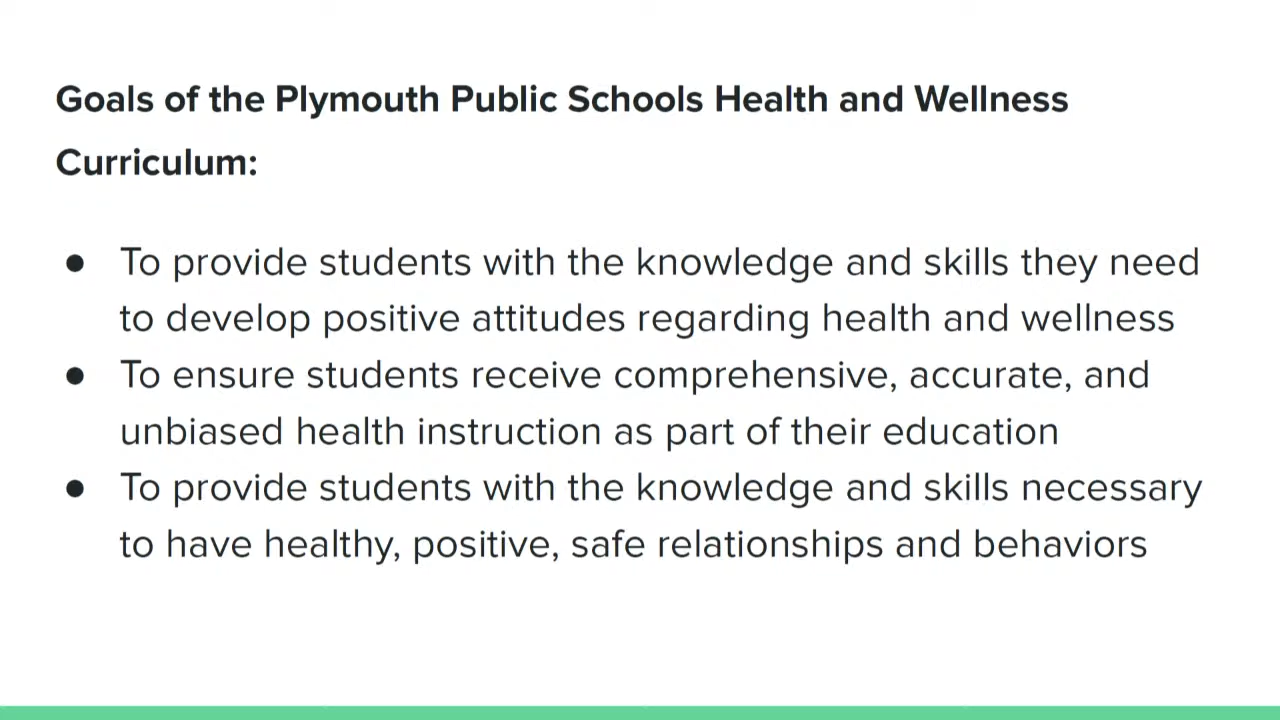 Goals of the Plymouth Public Schools Health and Wellness
Curriculum:
● To provide students with the knowledge and skills they need
to develop positive attitudes regarding health and wellness
● To ensure students receive comprehensive, accurate, and
unbiased health instruction as part of their education
● To provide students with the knowledge and skills necessary
to have healthy, positive, safe relationships and behaviors